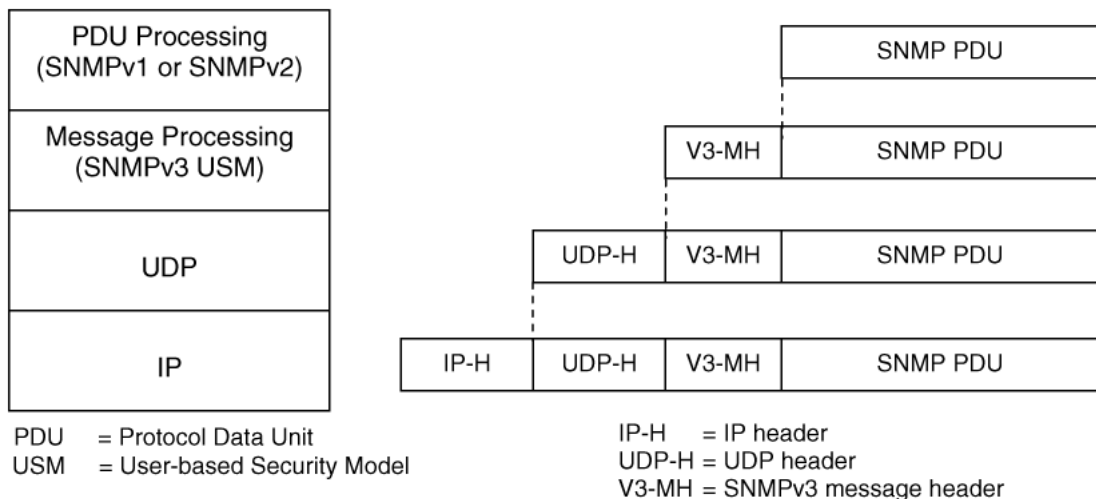 PDU Processing
(SNMPv1 or SNMPv2)
SNMP PDU
Message Processing
(SNMPv3 USM)
V3-MH SNMP PDU
UDP
UDP-H V3-MH SNMP PDU
IP
IP-H UDP-H V3-MH SNMP PDU
PDU = Protocol Data Unit
USM = User-based Security Model
IP-H = IP header
UDP-H = UDP header
V3-MH = SNMPv3 message header